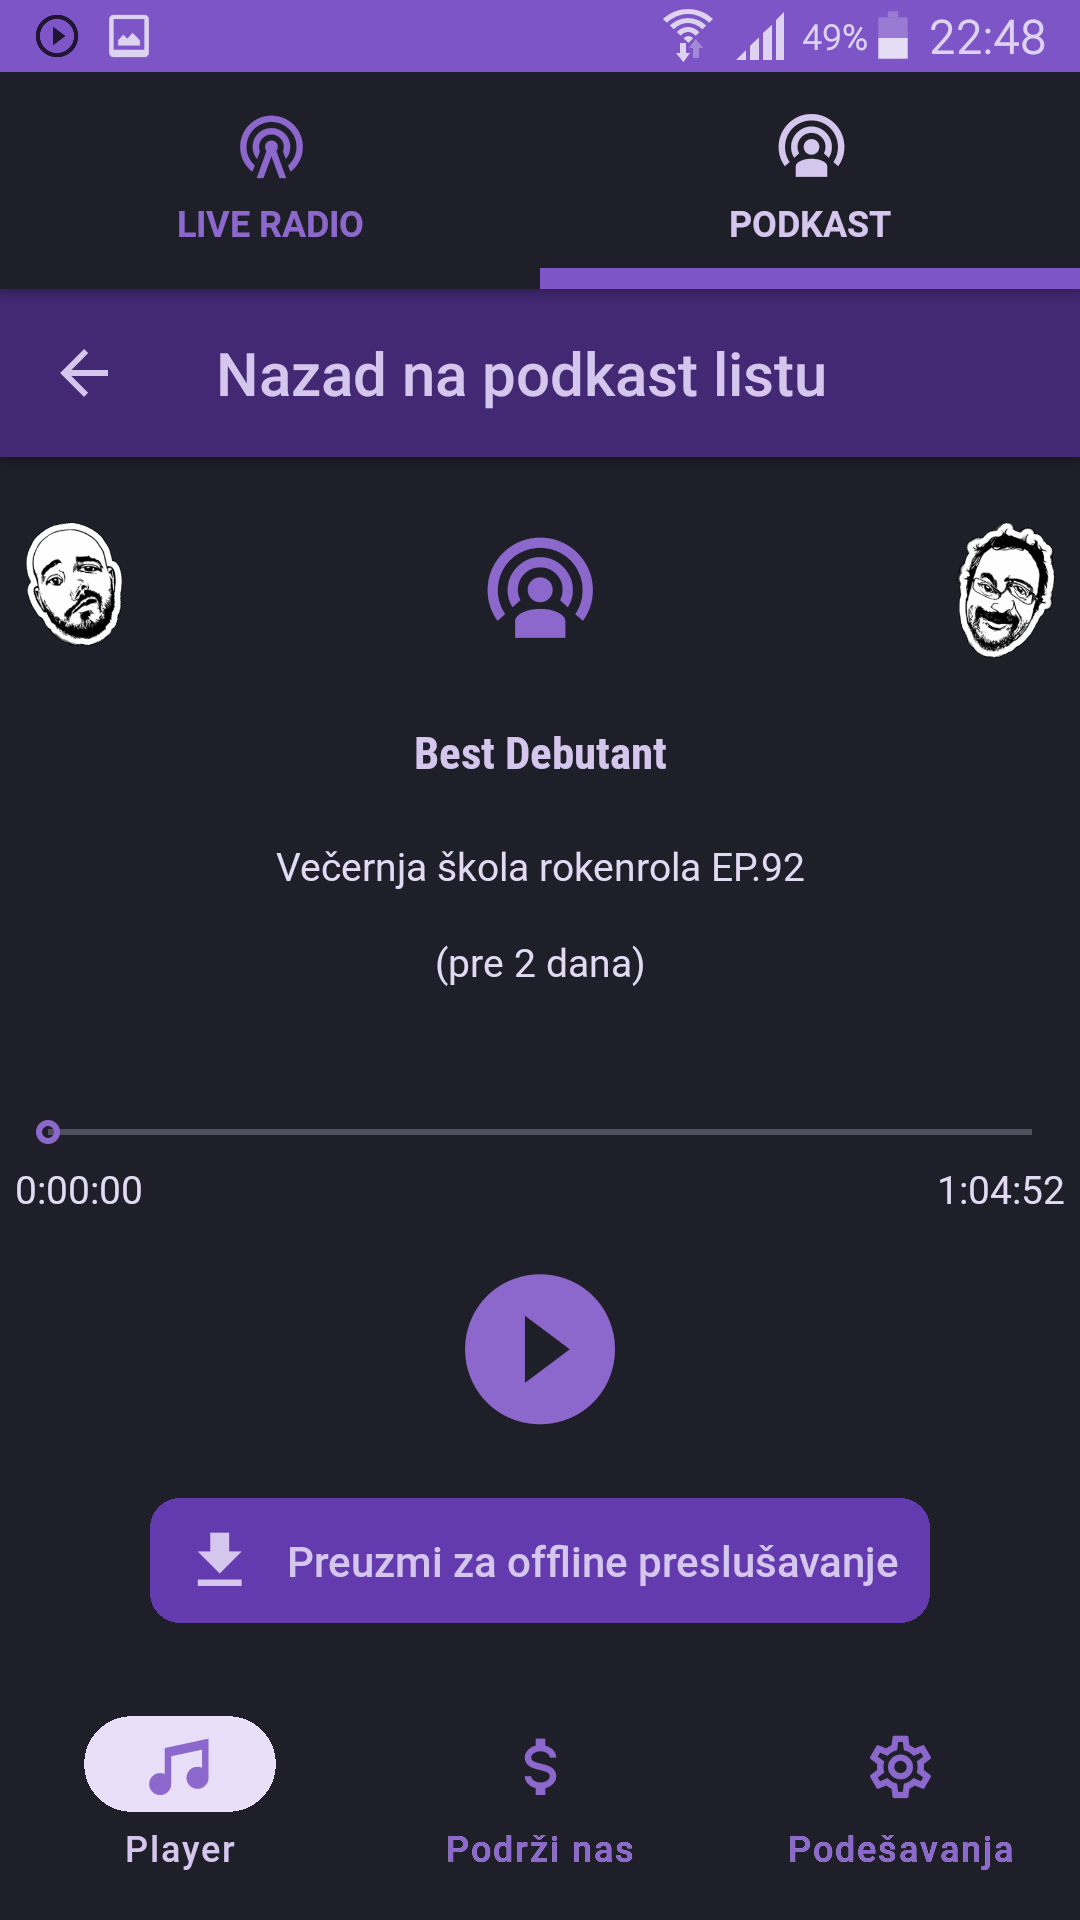 49% 22:48
LIVE RADIO PODKAST
Nazad na podkast listu
Best Debutant
Večernja škola rokenrola EP.92
(pre 2 dana)
0:00:00 1:04:52
Preuzmi za offline preslušavanje
Player Podrži nas Podešavanja